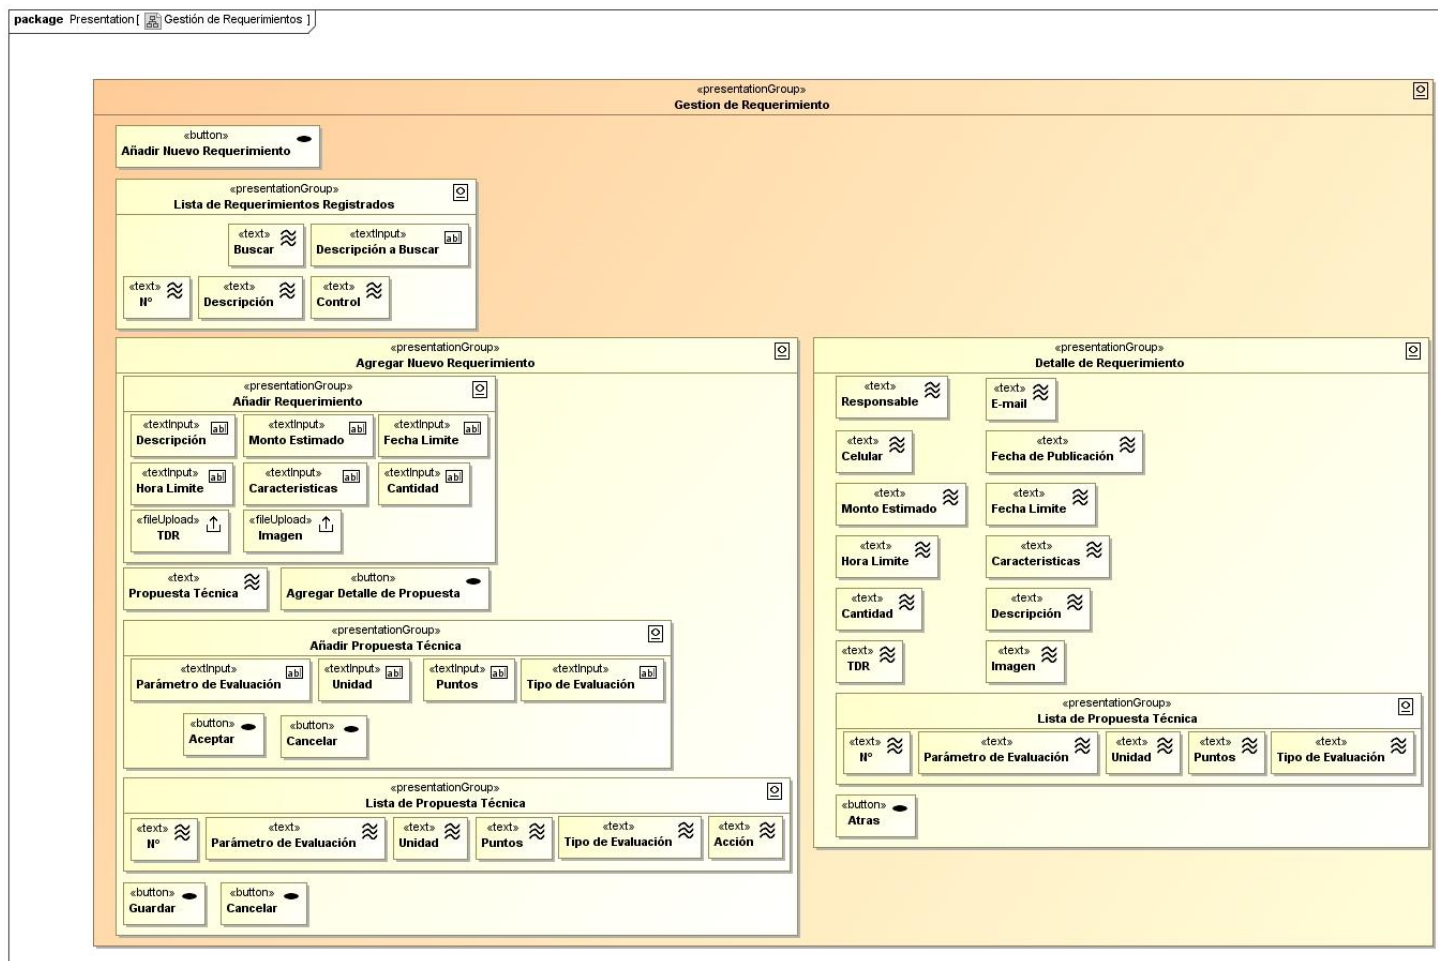 package Presentation [ Gestión de Requerimientos ]
«presentationGroup»
Gestion de Requerimiento
«button»
Añadir Nuevo Requerimiento
«presentationGroup»
Lista de Requerimientos Registrados
«text»
Buscar
«textInput»
Descripción a Buscar
«text»
Nº
«text»
Descripción
«text»
Control
«presentationGroup»
Agregar Nuevo Requerimiento
«presentationGroup»
Añadir Requerimiento
«textInput»
Descripción
«textInput»
Monto Estimado
«textInput»
Fecha Limite
«textInput»
Hora Limite
«textInput»
Caracteristicas
«textInput»
Cantidad
«fileUpload»
TDR
«fileUpload»
Imagen
«text»
Propuesta Técnica
«button»
Agregar Detalle de Propuesta
«presentationGroup»
Añadir Propuesta Técnica
«textInput»
Parámetro de Evaluación
«textInput»
Unidad
«textInput»
Puntos
«textInput»
Tipo de Evaluación
«button»
Aceptar
«button»
Cancelar
«presentationGroup»
Lista de Propuesta Técnica
«text»
Nº
«text»
Parámetro de Evaluación
«text»
Unidad
«text»
Puntos
«text»
Tipo de Evaluación
«text»
Acción
«button»
Guardar
«button»
Cancelar
«presentationGroup»
Detalle de Requerimiento
«text»
Responsable
«text»
E-mail
«text»
Celular
«text»
Fecha de Publicación
«text»
Monto Estimado
«text»
Fecha Limite
«text»
Hora Limite
«text»
Caracteristicas
«text»
Cantidad
«text»
Descripción
«text»
TDR
«text»
Imagen
«presentationGroup»
Lista de Propuesta Técnica
«text»
Nº
«text»
Parámetro de Evaluación
«text»
Unidad
«text»
Puntos
«text»
Tipo de Evaluación
«button»
Atras